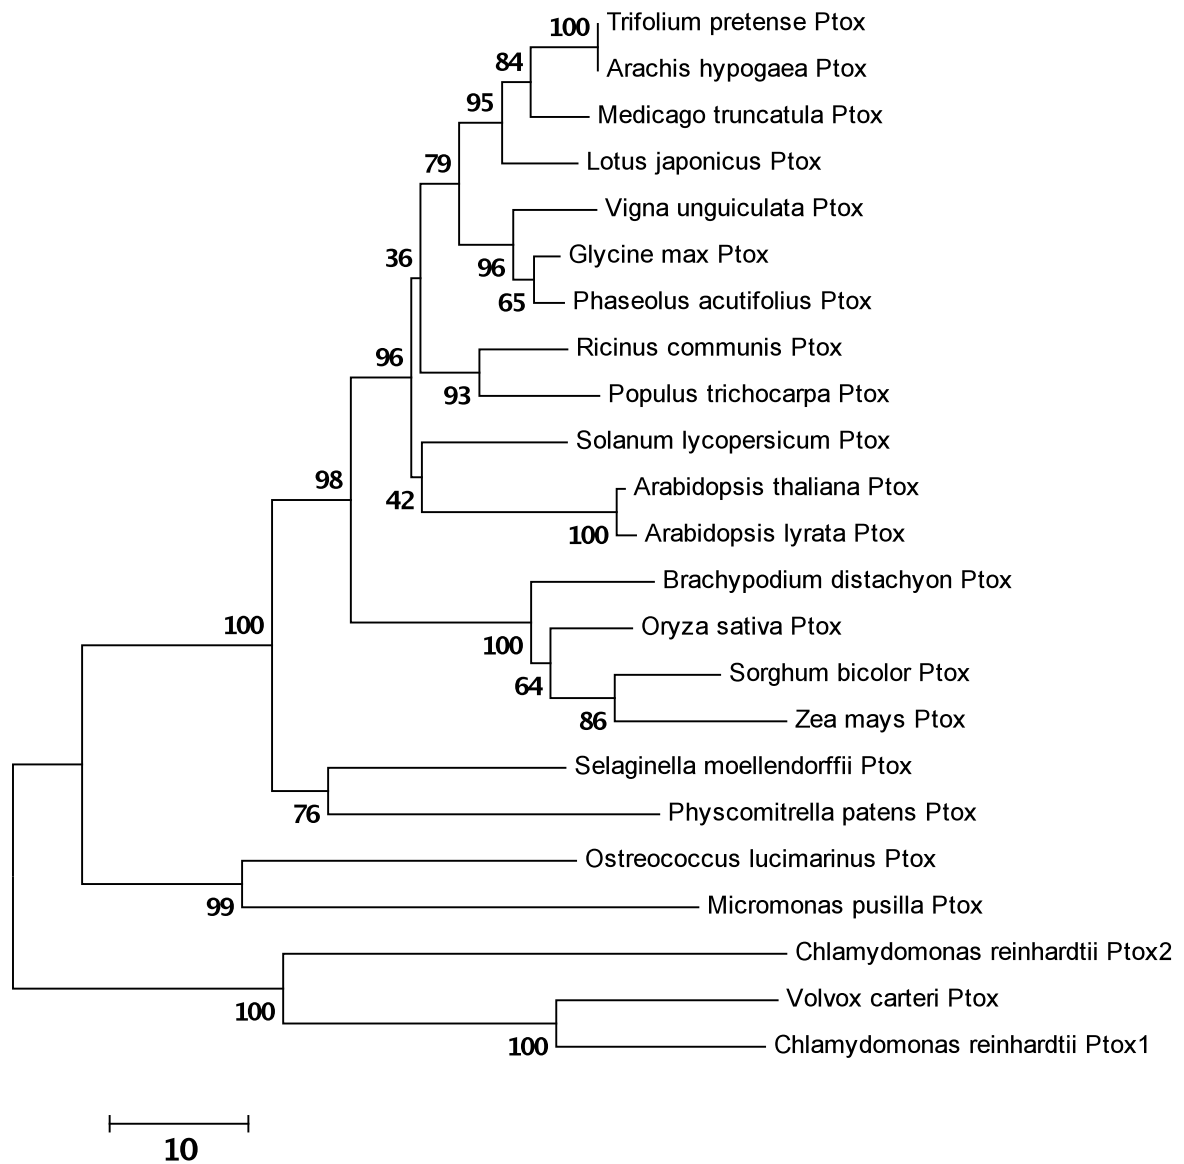 100
Trifolium pretense Ptox
84
Arachis hypogaea Ptox
95
Medicago truncatula Ptox
79
Lotus japonicus Ptox
Vigna unguiculata Ptox
36
96
Glycine max Ptox
65
Phaseolus acutifolius Ptox
96
Ricinus communis Ptox
93
Populus trichocarpa Ptox
Solanum lycopersicum Ptox
98
42
Arabidopsis thaliana Ptox
100
Arabidopsis lyrata Ptox
Brachypodium distachyon Ptox
100
100
Oryza sativa Ptox
64
Sorghum bicolor Ptox
86
Zea mays Ptox
Selaginella moellendorffii Ptox
76
Physcomitrella patens Ptox
Ostreococcus lucimarinus Ptox
99
Micromonas pusilla Ptox
Chlamydomonas reinhardtii Ptox2
100
Volvox carteri Ptox
100
Chlamydomonas reinhardtii Ptox1
10